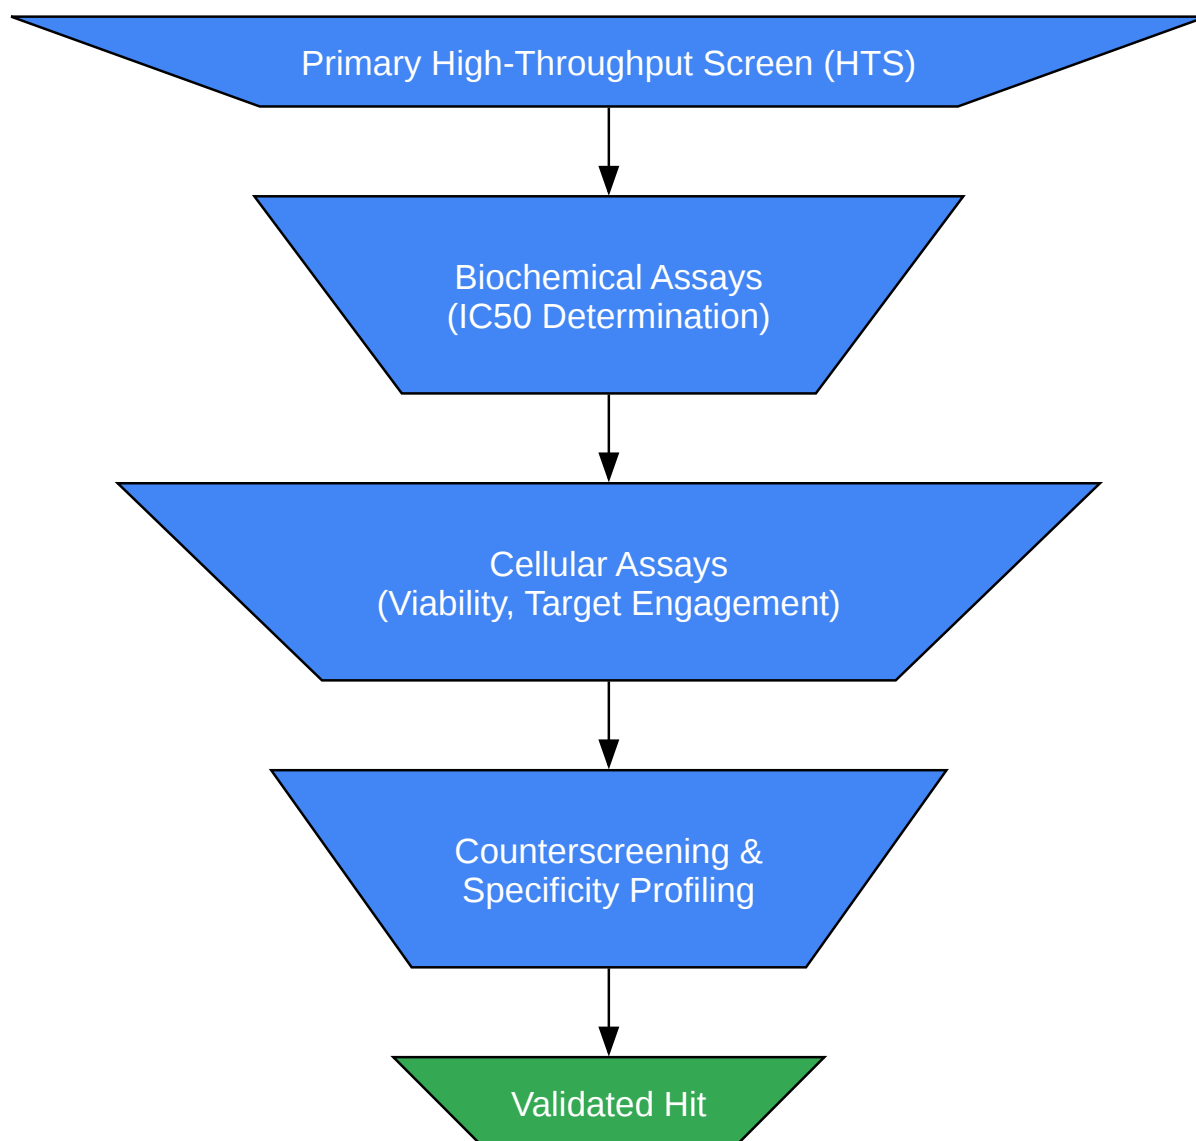 Primary High-Throughput Screen (HTS)
Biochemical Assays
(IC50 Determination)
Cellular Assays
(Viability, Target Engagement)
Counterscreening &
Specificity Profiling
Validated Hit